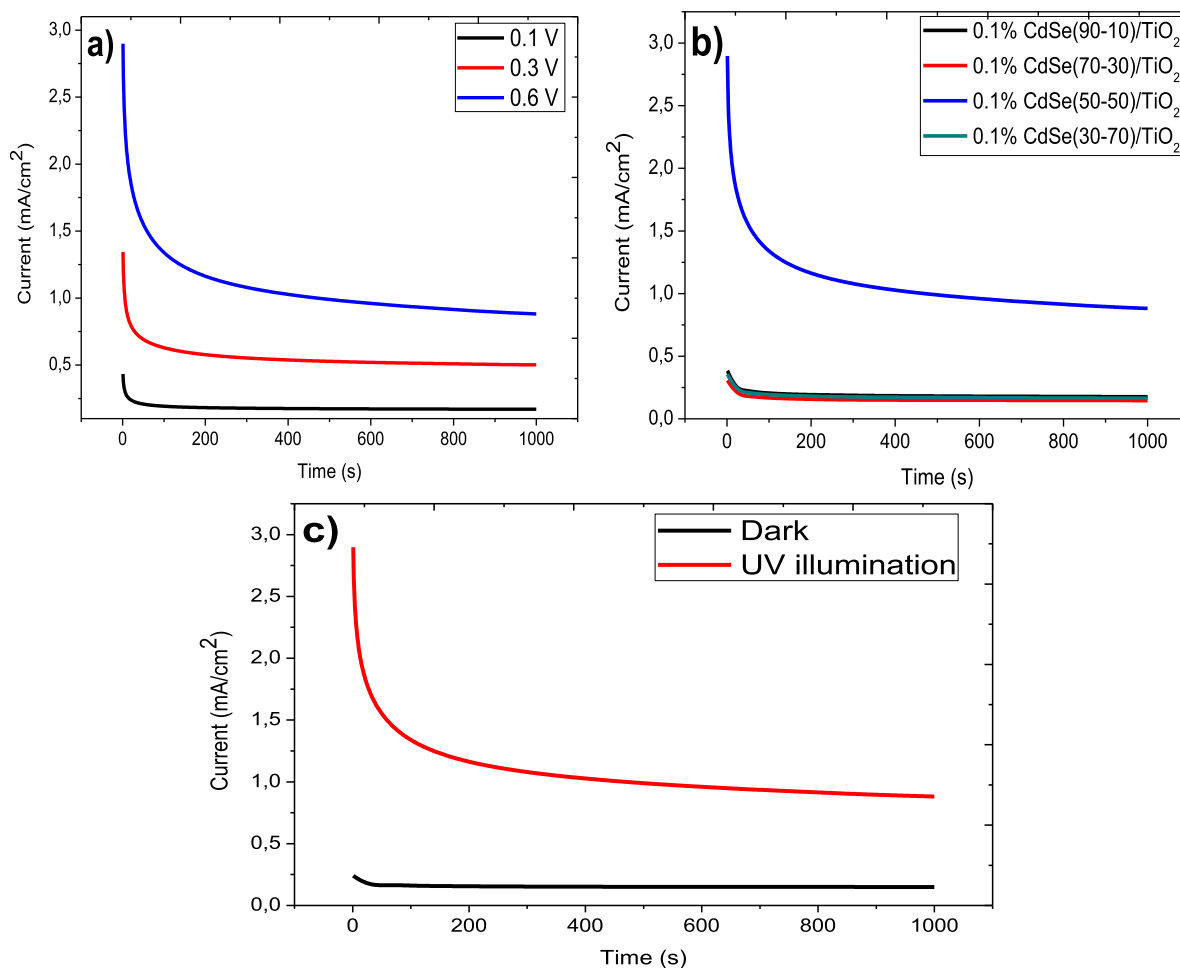 a)
0.1 V
0.3 V
0.6 V
3,0
2,5
2,0
1,5
1,0
0,5
Current (mA/cm²)
0
200
400
600
800
1000
Time (s)
b)
0.1% CdSe(90-10)/TiO₂
0.1% CdSe(70-30)/TiO₂
0.1% CdSe(50-50)/TiO₂
0.1% CdSe(30-70)/TiO₂
3,0
2,5
2,0
1,5
1,0
0,5
0,0
Current (mA/cm²)
0
200
400
600
800
1000
Time (s)
c)
Dark
UV illumination
3,0
2,5
2,0
1,5
1,0
0,5
0,0
Current (mA/cm²)
0
200
400
600
800
1000
Time (s)